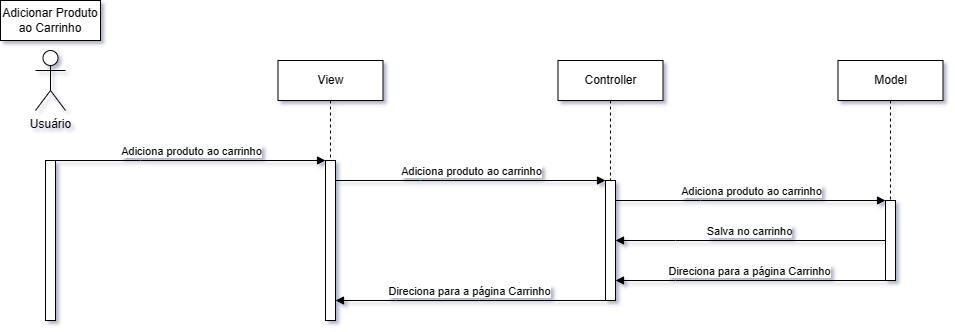 Adicionar Produto
ao Carrinho
Usuário
View
Controller
Model
Adiciona produto ao carrinho
Adiciona produto ao carrinho
Adiciona produto ao carrinho
Salva no carrinho
Direciona para a página Carrinho
Direciona para a página Carrinho